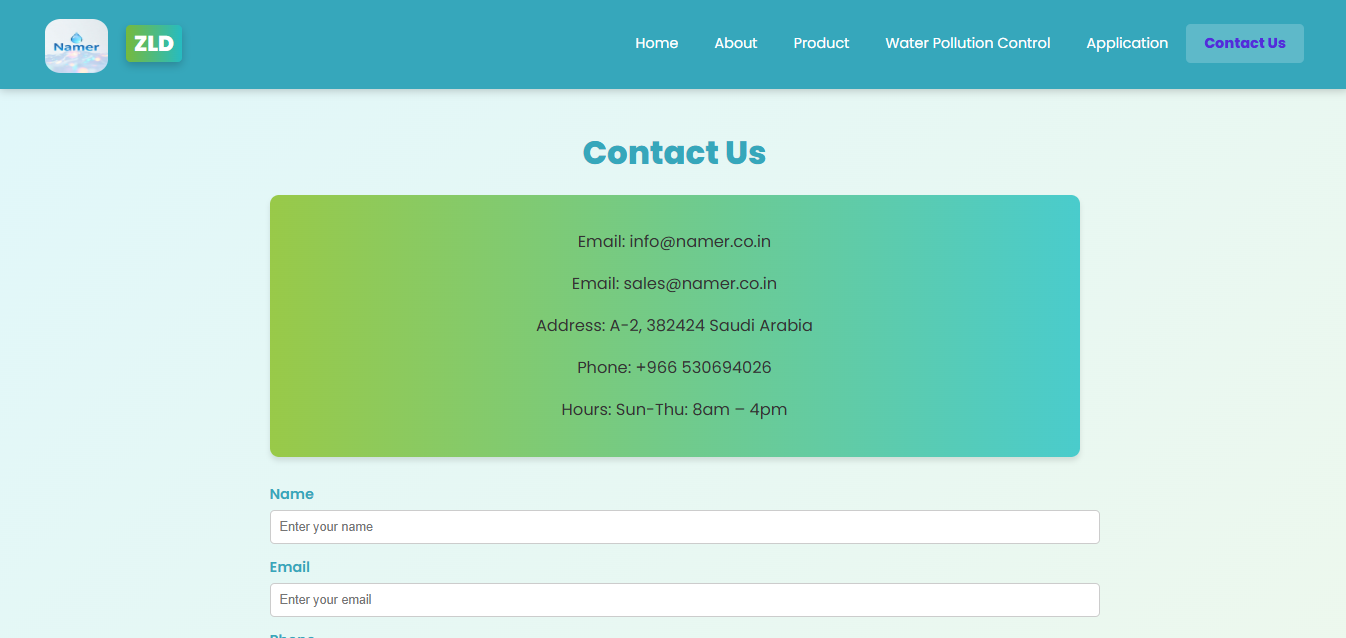 Namer
ZLD
Home
About
Product
Water Pollution Control
Application
Contact Us
Contact Us
Email: info@namer.co.in
Email: sales@namer.co.in
Address: A-2, 382424 Saudi Arabia
Phone: +966 530694026
Hours: Sun-Thu: 8am – 4pm
Name
Enter your name
Email
Enter your email
Phone